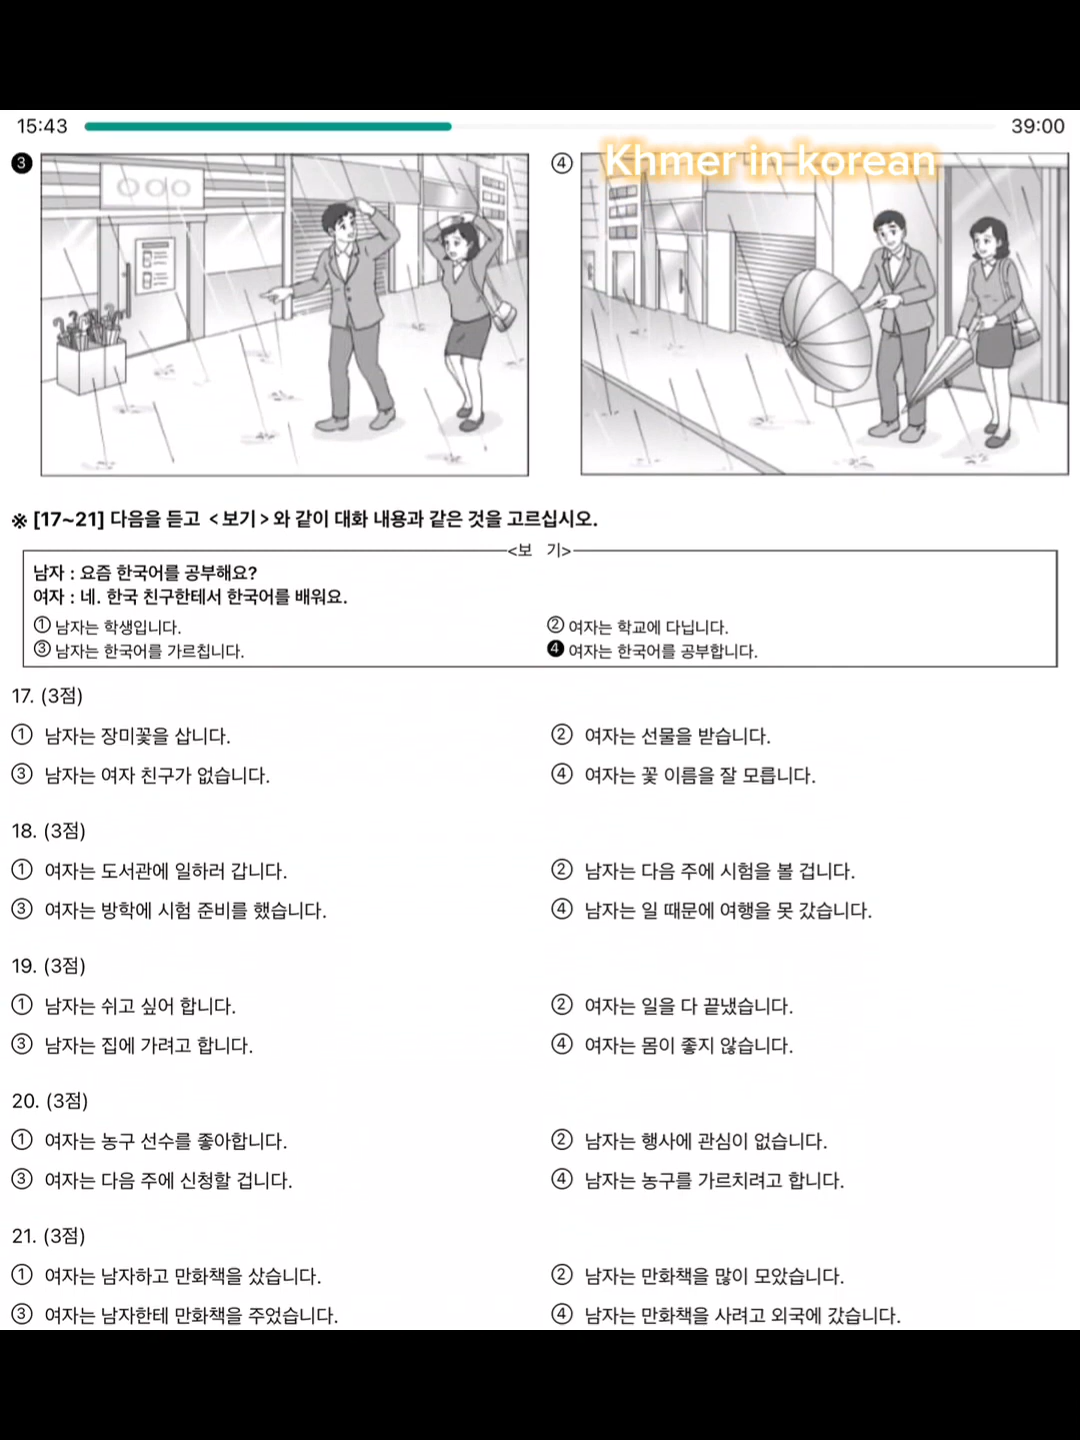 15:43
39:00
Khmer in korean
❸
④
※ [17~21] 다음을 듣고 <보기>와 같이 대화 내용과 같은 것을 고르십시오.
<보 기>
남자 : 요즘 한국어를 공부해요?
여자 : 네. 한국 친구한테서 한국어를 배워요.
① 남자는 학생입니다. ② 여자는 학교에 다닙니다.
③ 남자는 한국어를 가르칩니다. ❹ 여자는 한국어를 공부합니다.
17. (3점)
① 남자는 장미꽃을 삽니다. ② 여자는 선물을 받습니다.
③ 남자는 여자 친구가 없습니다. ④ 여자는 꽃 이름을 잘 모릅니다.
18. (3점)
① 여자는 도서관에 일하러 갑니다. ② 남자는 다음 주에 시험을 볼 겁니다.
③ 여자는 방학에 시험 준비를 했습니다. ④ 남자는 일 때문에 여행을 못 갔습니다.
19. (3점)
① 남자는 쉬고 싶어 합니다. ② 여자는 일을 다 끝냈습니다.
③ 남자는 집에 가려고 합니다. ④ 여자는 몸이 좋지 않습니다.
20. (3점)
① 여자는 농구 선수를 좋아합니다. ② 남자는 행사에 관심이 없습니다.
③ 여자는 다음 주에 신청할 겁니다. ④ 남자는 농구를 가르치려고 합니다.
21. (3점)
① 여자는 남자하고 만화책을 샀습니다. ② 남자는 만화책을 많이 모았습니다.
③ 여자는 남자한테 만화책을 주었습니다. ④ 남자는 만화책을 사려고 외국에 갔습니다.